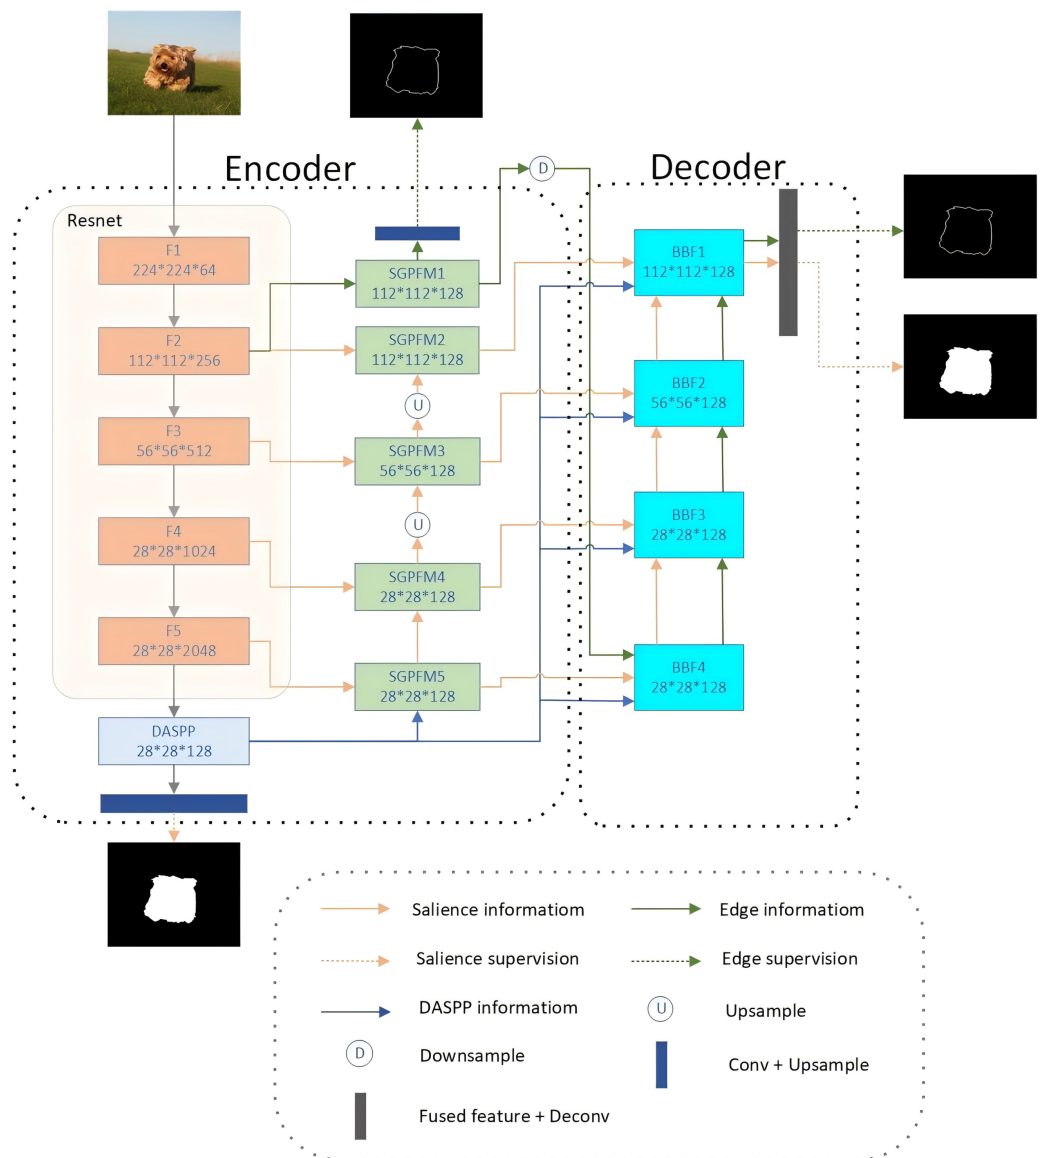 Encoder
Decoder
Resnet
D
F1
224*224*64
SGPFM1
112*112*128
BBF1
112*112*128
F2
112*112*256
SGPFM2
112*112*128
U
BBF2
56*56*128
F3
56*56*512
SGPFM3
56*56*128
U
BBF3
28*28*128
F4
28*28*1024
SGPFM4
28*28*128
F5
28*28*2048
SGPFM5
28*28*128
BBF4
28*28*128
DASPP
28*28*128
Salience informatiom
Edge informatiom
Salience supervision
Edge supervision
DASPP informatiom
U
Upsample
D
Downsample
Conv + Upsample
Fused feature + Deconv